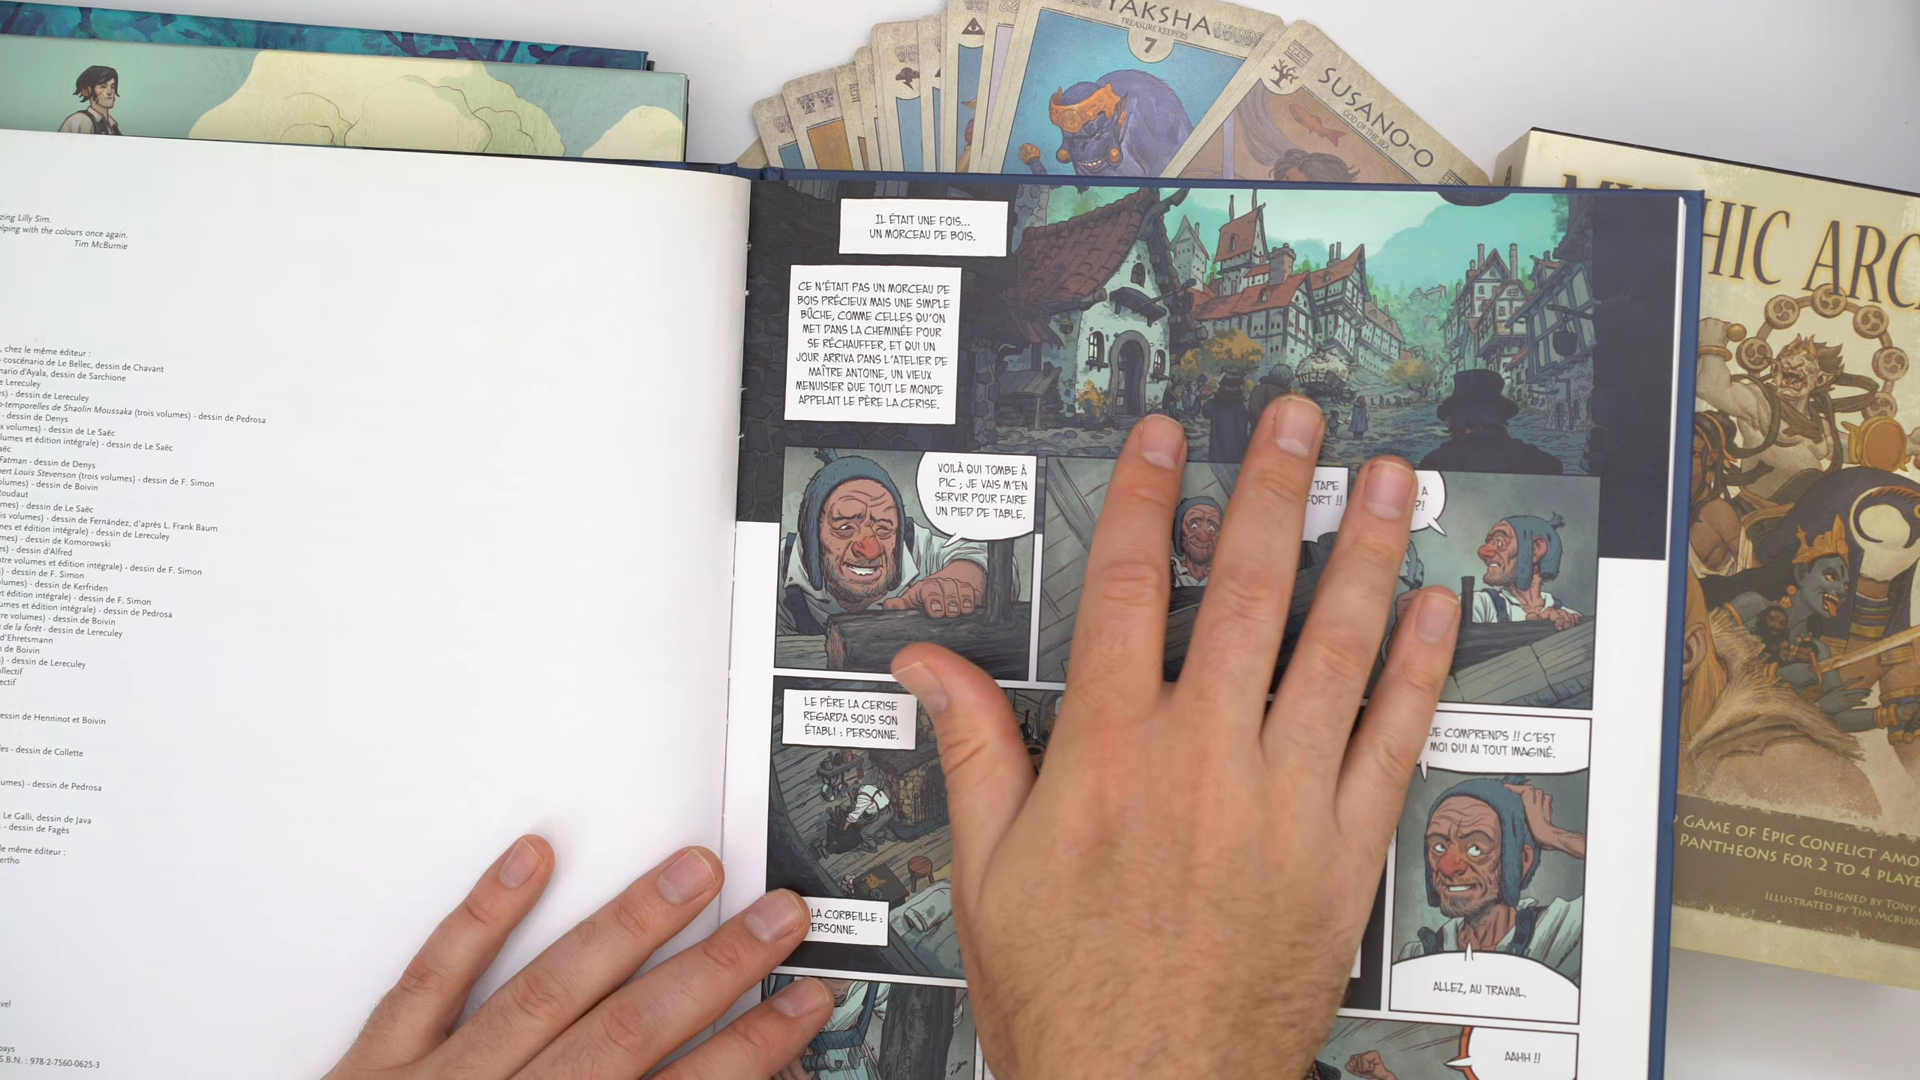 YAKSHA
TREASURE KEEPERS
7
SUSANO-O
GOD OF THE SEA
HIC ARC
GAME OF EPIC CONFLICT AMO
PANTHEONS FOR 2 TO 4 PLAYE
DESIGNED BY TONY
ILLUSTRATED BY TIM MCBURN
zing Lilly Sim.
elping with the colours once again.
Tim McBurnie
, chez le même éditeur :
- coscénario de Le Bellec, dessin de Chavant
nario d'Ayala, dessin de Sarchione
e Lereculey
s) - dessin de Lereculey
o-temporelles de Shaolin Moussaka (trois volumes) - dessin de Pedrosa
- dessin de Denys
x volumes) - dessin de Le Saëc
lumes et édition intégrale) - dessin de Le Saëc
aëc
Fatman - dessin de Denys
ert Louis Stevenson (trois volumes) - dessin de F. Simon
volumes) - dessin de Boivin
Roudaut
mes) - dessin de Le Saëc
is volumes) - dessin de Fernández, d'après L. Frank Baum
mes et édition intégrale) - dessin de Lereculey
mes) - dessin de Komorowski
es) - dessin d'Alfred
tre volumes et édition intégrale) - dessin de F. Simon
) - dessin de F. Simon
olumes) - dessin de Kerfriden
et édition intégrale) - dessin de F. Simon
umes et édition intégrale) - dessin de Pedrosa
re volumes) - dessin de Boivin
x de la forêt - dessin de Lereculey
d'Ehretsmann
n de Boivin
) - dessin de Lereculey
llectif
ectif
essin de Henninot et Boivin
les - dessin de Collette
umes) - dessin de Pedrosa
Le Galli, dessin de Java
- dessin de Fagès
le même éditeur :
ertho
vel
pays
S.B.N. : 978-2-7560-0625-3
IL ÉTAIT UNE FOIS...
UN MORCEAU DE BOIS.
CE N'ÉTAIT PAS UN MORCEAU DE
BOIS PRÉCIEUX MAIS UNE SIMPLE
BÛCHE, COMME CELLES QU'ON
MET DANS LA CHEMINÉE POUR
SE RÉCHAUFFER, ET QUI UN
JOUR ARRIVA DANS L'ATELIER DE
MAÎTRE ANTOINE, UN VIEUX
MENUISIER QUE TOUT LE MONDE
APPELAIT LE PÈRE LA CERISE.
VOILÀ QUI TOMBE À
PIC ; JE VAIS M'EN
SERVIR POUR FAIRE
UN PIED DE TABLE.
TAPE
FORT !!
A
?!
LE PÈRE LA CERISE
REGARDA SOUS SON
ÉTABLI : PERSONNE.
LA CORBEILLE :
ERSONNE.
JE COMPRENDS !! C'EST
MOI QUI AI TOUT IMAGINÉ.
ALLEZ, AU TRAVAIL.
AAHH !!